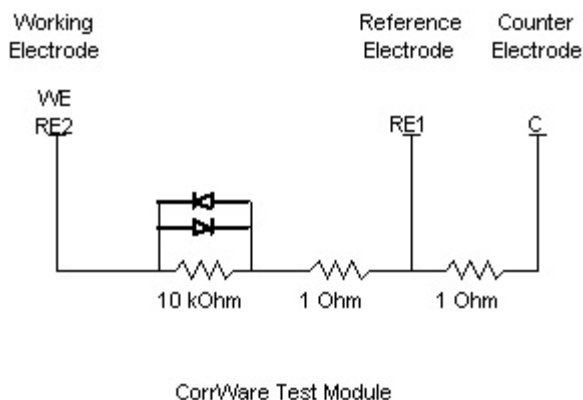 Working
Electrode
Reference
Electrode
Counter
Electrode
WE
RE2
RE1
C
10 kOhm
1 Ohm
1 Ohm
CorrWare Test Module